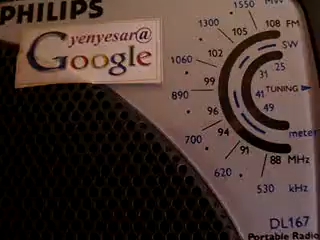 PHILIPS
yenyesar@
Google
1550 MW
1300 105 108 FM
1060 102 SW
31 25
890 99 41 TUNING
49
700 94 meter
91 88 MHz
620
530 kHz
DL167
Portable Radio